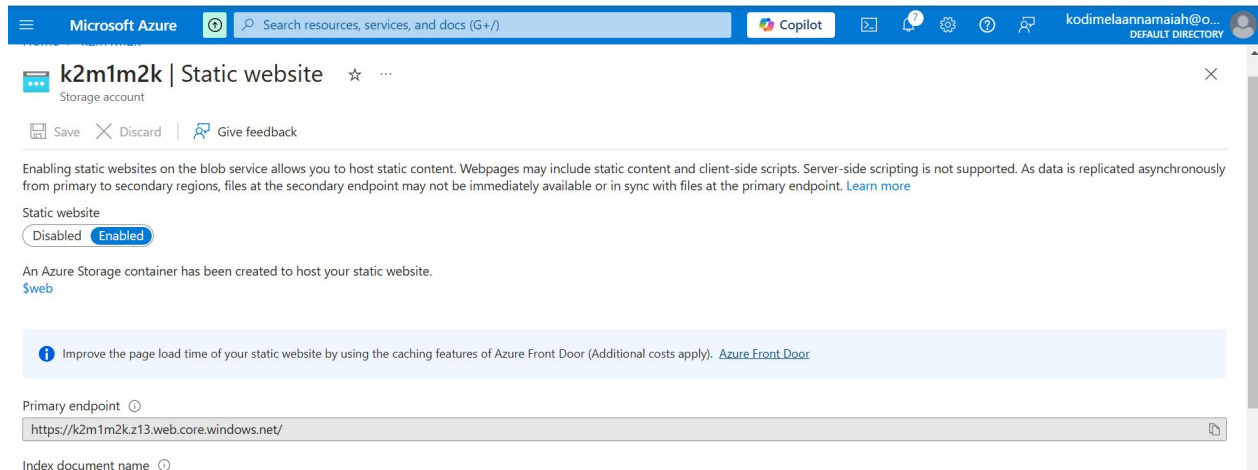 Microsoft Azure
Search resources, services, and docs (G+/)
Copilot
7
kodimelaannamaiah@o...
DEFAULT DIRECTORY
Home > k2m1m2k
k2m1m2k | Static website
Storage account
Save Discard Give feedback
Enabling static websites on the blob service allows you to host static content. Webpages may include static content and client-side scripts. Server-side scripting is not supported. As data is replicated asynchronously
from primary to secondary regions, files at the secondary endpoint may not be immediately available or in sync with files at the primary endpoint. Learn more
Static website
Disabled Enabled
An Azure Storage container has been created to host your static website.
$web
Improve the page load time of your static website by using the caching features of Azure Front Door (Additional costs apply). Azure Front Door
Primary endpoint
https://k2m1m2k.z13.web.core.windows.net/
Index document name